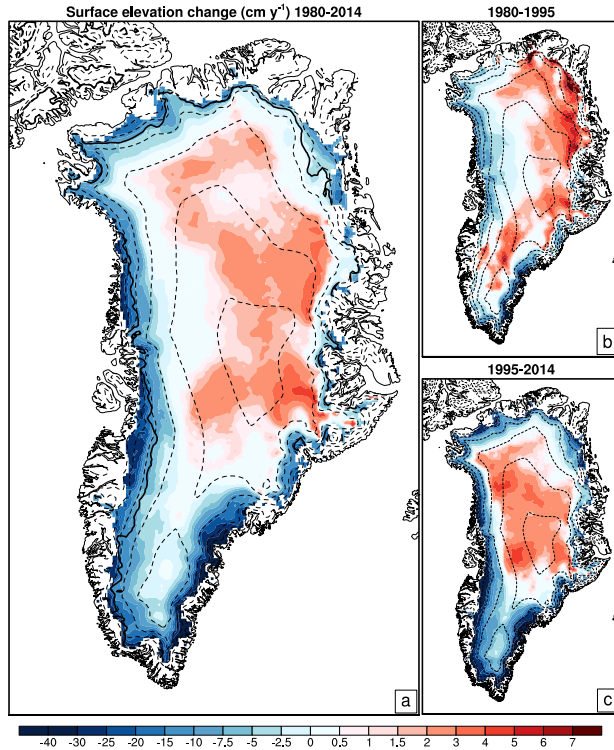 Surface elevation change (cm y⁻¹) 1980-2014
a
1980-1995
b
1995-2014
c
-40 -30 -25 -20 -15 -10 -7.5 -5 -2.5 0 0.5 1.5 2 3 4 5 6 7